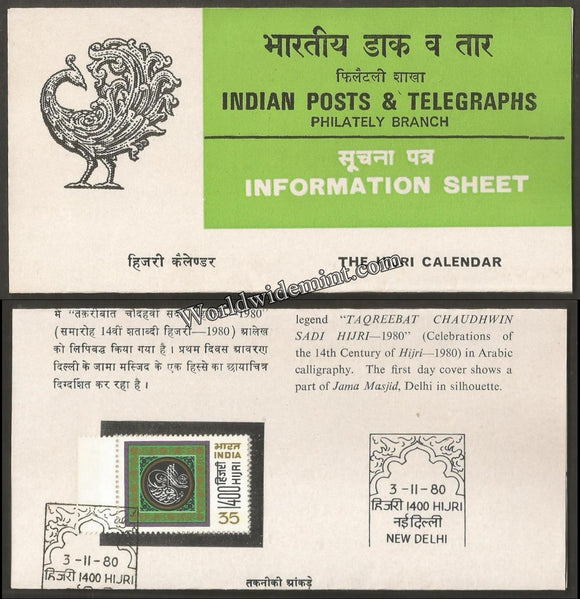 भारतीय डाक व तार
फिलैटली शाखा
INDIAN POSTS & TELEGRAPHS
PHILATELY BRANCH
सूचना पत्र
INFORMATION SHEET
हिजरी कैलेण्डर
THE HIJRI CALENDAR
Worldwidemint.com
में "तक़रीबात चौदहवीं 1980"
(समारोह 14वीं शताब्दी हिजरी—1980) आलेख
को लिपिबद्ध किया गया है । प्रथम दिवस आवरण
दिल्ली के जामा मस्जिद के एक हिस्से का छायाचित्र
दिग्दर्शित कर रहा है ।
legend "TAQREEBAT CHAUDHWIN
SADI HIJRI—1980" (Celebrations of
the 14th Century of Hijri—1980) in Arabic
calligraphy. The first day cover shows a
part of Jama Masjid, Delhi in silhouette.
भारत
INDIA
1400 हिजरी HIJRI
35
3-11-80
हिजरी 1400 HIJRI
3-11-80
हिजरी 1400 HIJRI
नई दिल्ली
NEW DELHI
तकनीकी आंकड़े